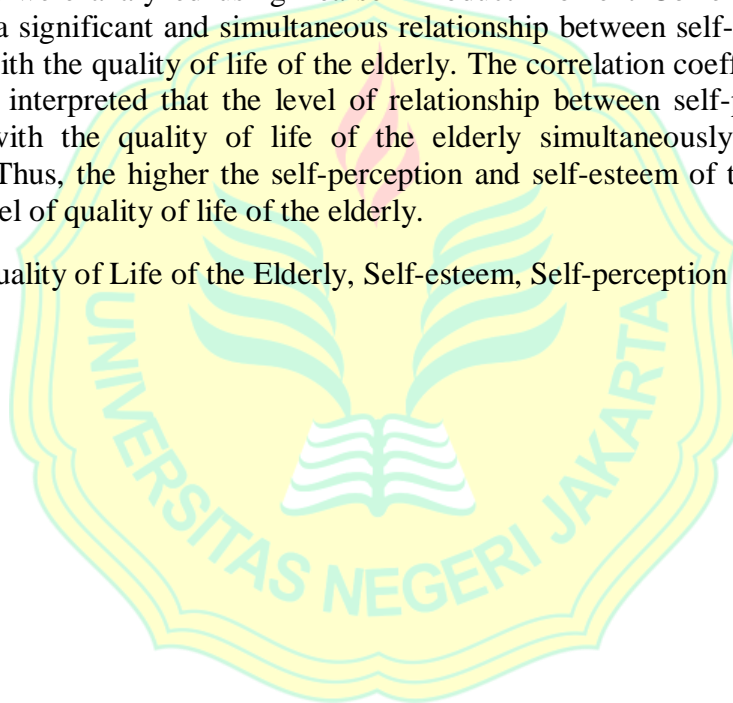 a significant and simultaneous relationship between self-
ith the quality of life of the elderly. The correlation coeff
interpreted that the level of relationship between self-p
with the quality of life of the elderly simultaneously
Thus, the higher the self-perception and self-esteem of t
el of quality of life of the elderly.
uality of Life of the Elderly, Self-esteem, Self-perception
UNIVERSITAS NEGERI JAKARTA